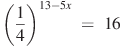 (1/4)^{13−5x} = 16